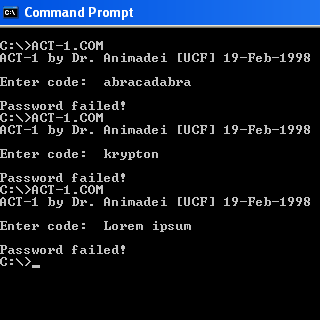 Command Prompt
C:\>ACT-1.COM
ACT-1 by Dr. Animadei [UCF] 19-Feb-1998
Enter code:  abracadabra
Password failed!
C:\>ACT-1.COM
ACT-1 by Dr. Animadei [UCF] 19-Feb-1998
Enter code:  krypton
Password failed!
C:\>ACT-1.COM
ACT-1 by Dr. Animadei [UCF] 19-Feb-1998
Enter code:  Lorem ipsum
Password failed!
C:\>_